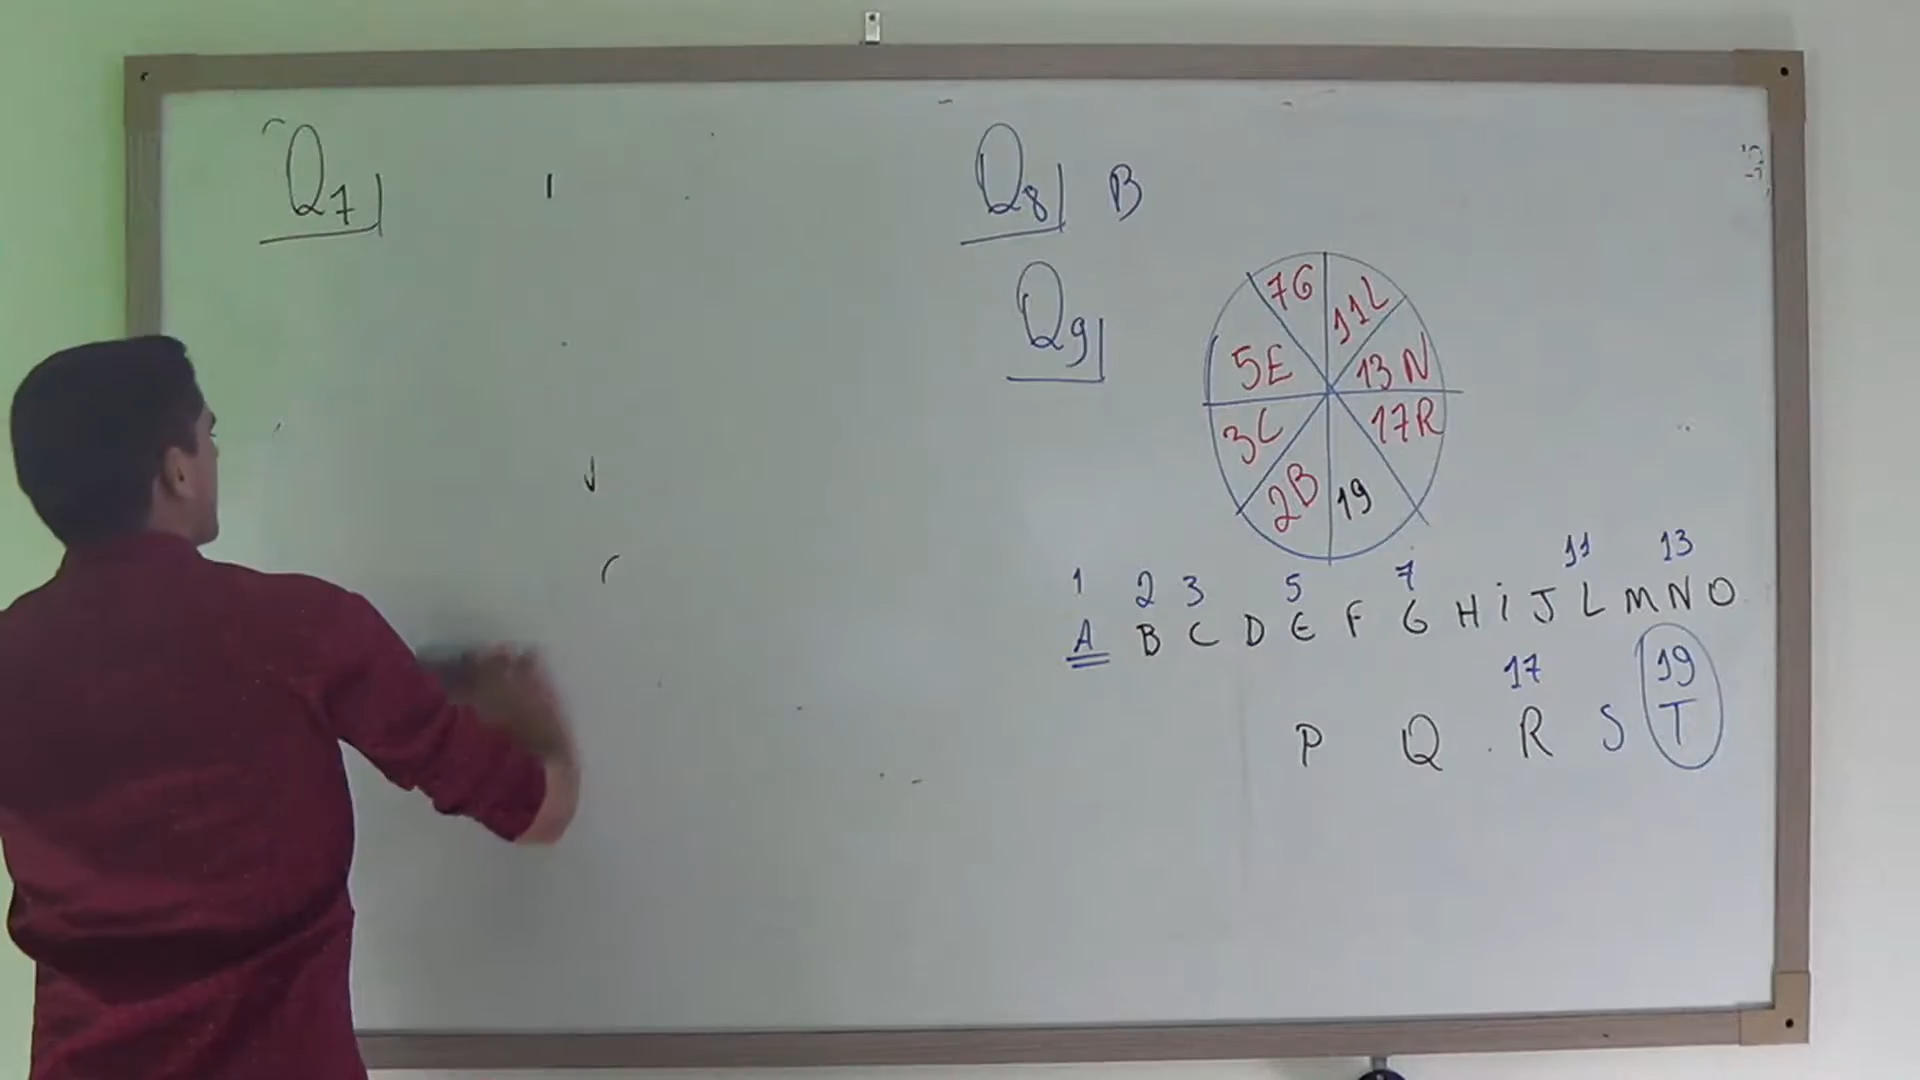 Q7
Q8 B
Q9
7G 11L
5E 13N
3C 17R
2B 19
1 2 3 5 7 11 13
A B C D E F G H i J L M N O
17 19
P Q R S T